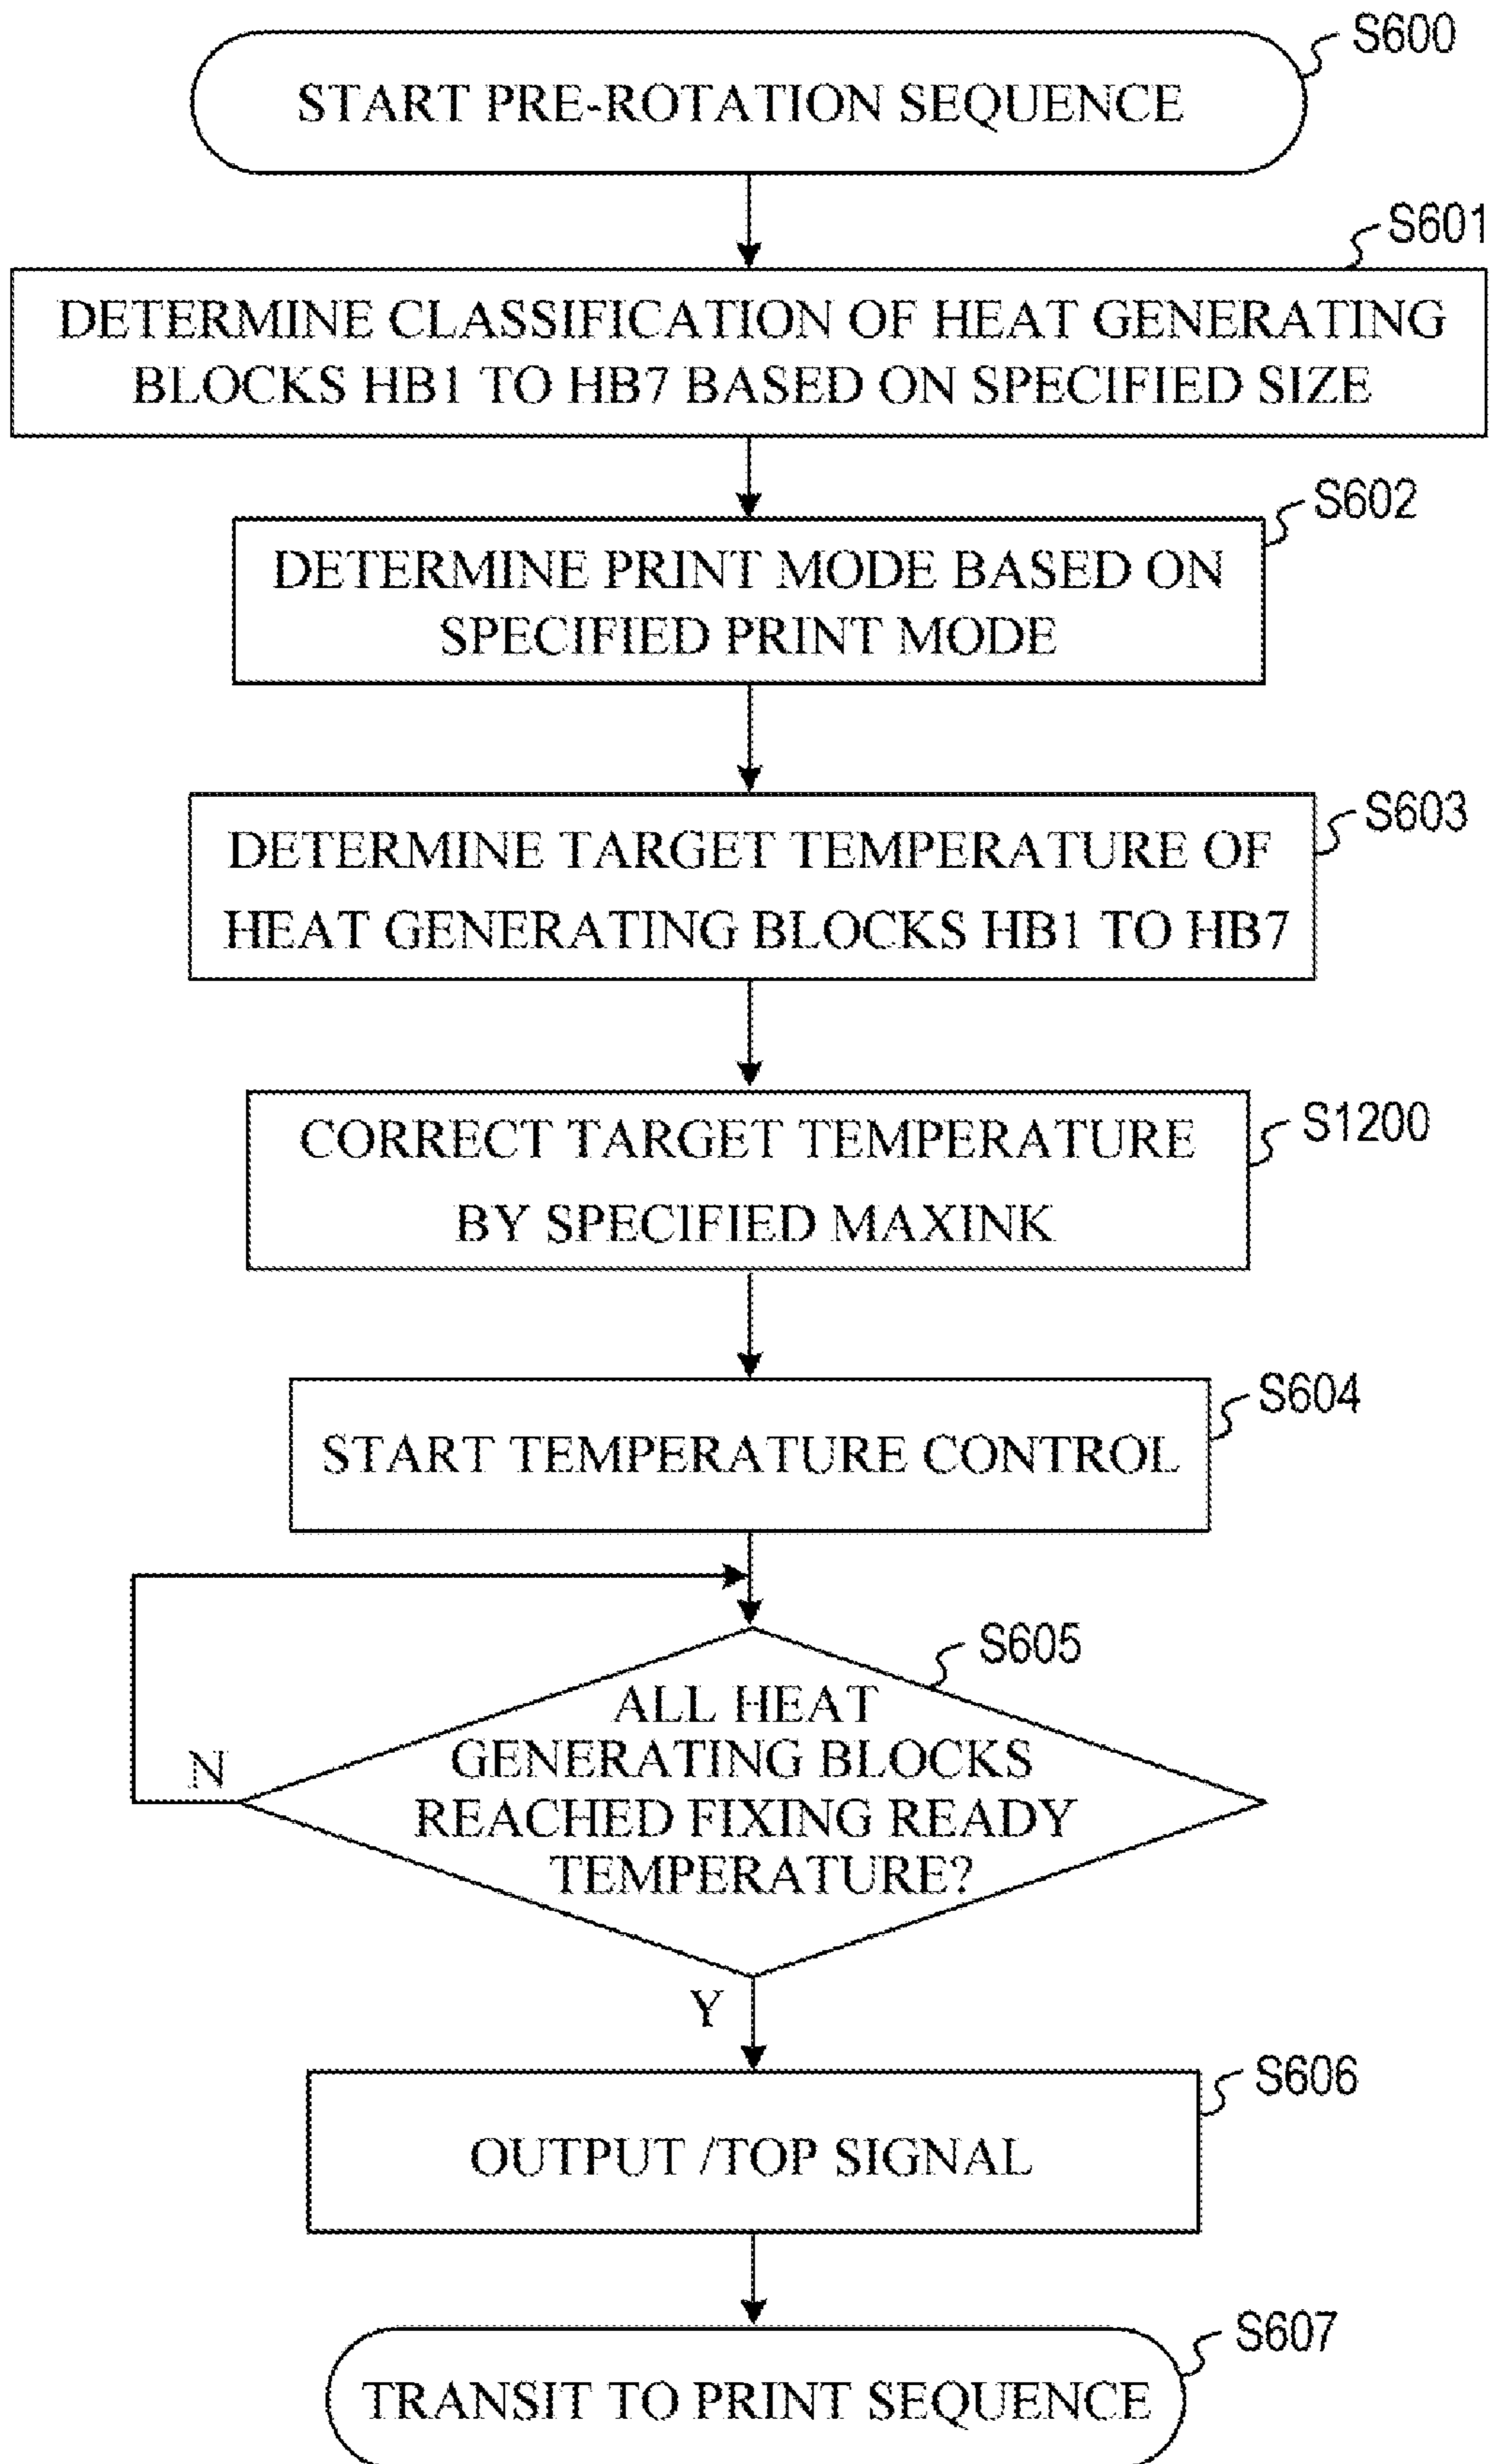 S600
START PRE-ROTATION SEQUENCE
S601
DETERMINE CLASSIFICATION OF HEAT GENERATING
BLOCKS HB1 TO HB7 BASED ON SPECIFIED SIZE
S602
DETERMINE PRINT MODE BASED ON
SPECIFIED PRINT MODE
S603
DETERMINE TARGET TEMPERATURE OF
HEAT GENERATING BLOCKS HB1 TO HB7
S1200
CORRECT TARGET TEMPERATURE
BY SPECIFIED MAXINK
S604
START TEMPERATURE CONTROL
S605
ALL HEAT
GENERATING BLOCKS
REACHED FIXING READY
TEMPERATURE?
N
Y
S606
OUTPUT /TOP SIGNAL
S607
TRANSIT TO PRINT SEQUENCE